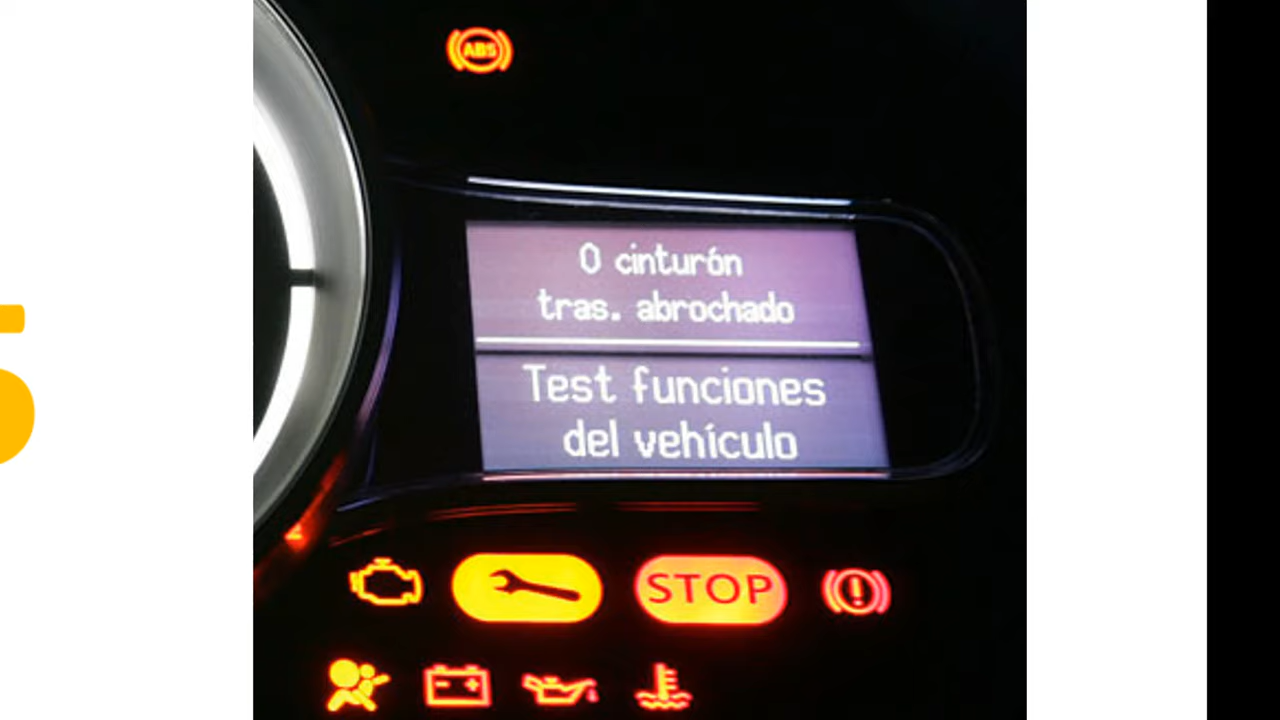 ABS
0 cinturón
tras. abrochado
Test funciones
del vehículo
STOP